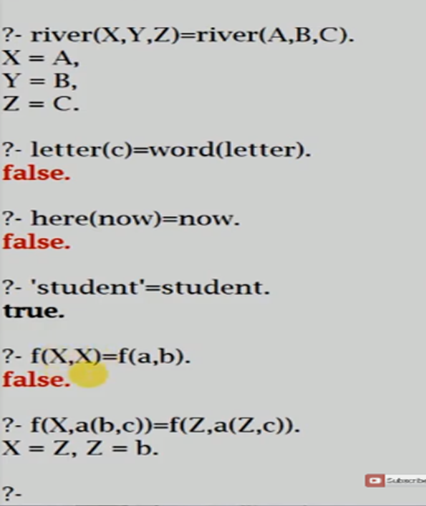 ?- river(X,Y,Z)=river(A,B,C).
X = A,
Y = B,
Z = C.
?- letter(c)=word(letter).
false.
?- here(now)=now.
false.
?- 'student'=student.
true.
?- f(X,X)=f(a,b).
false.
?- f(X,a(b,c))=f(Z,a(Z,c)).
X = Z, Z = b.
?-
Subscribe